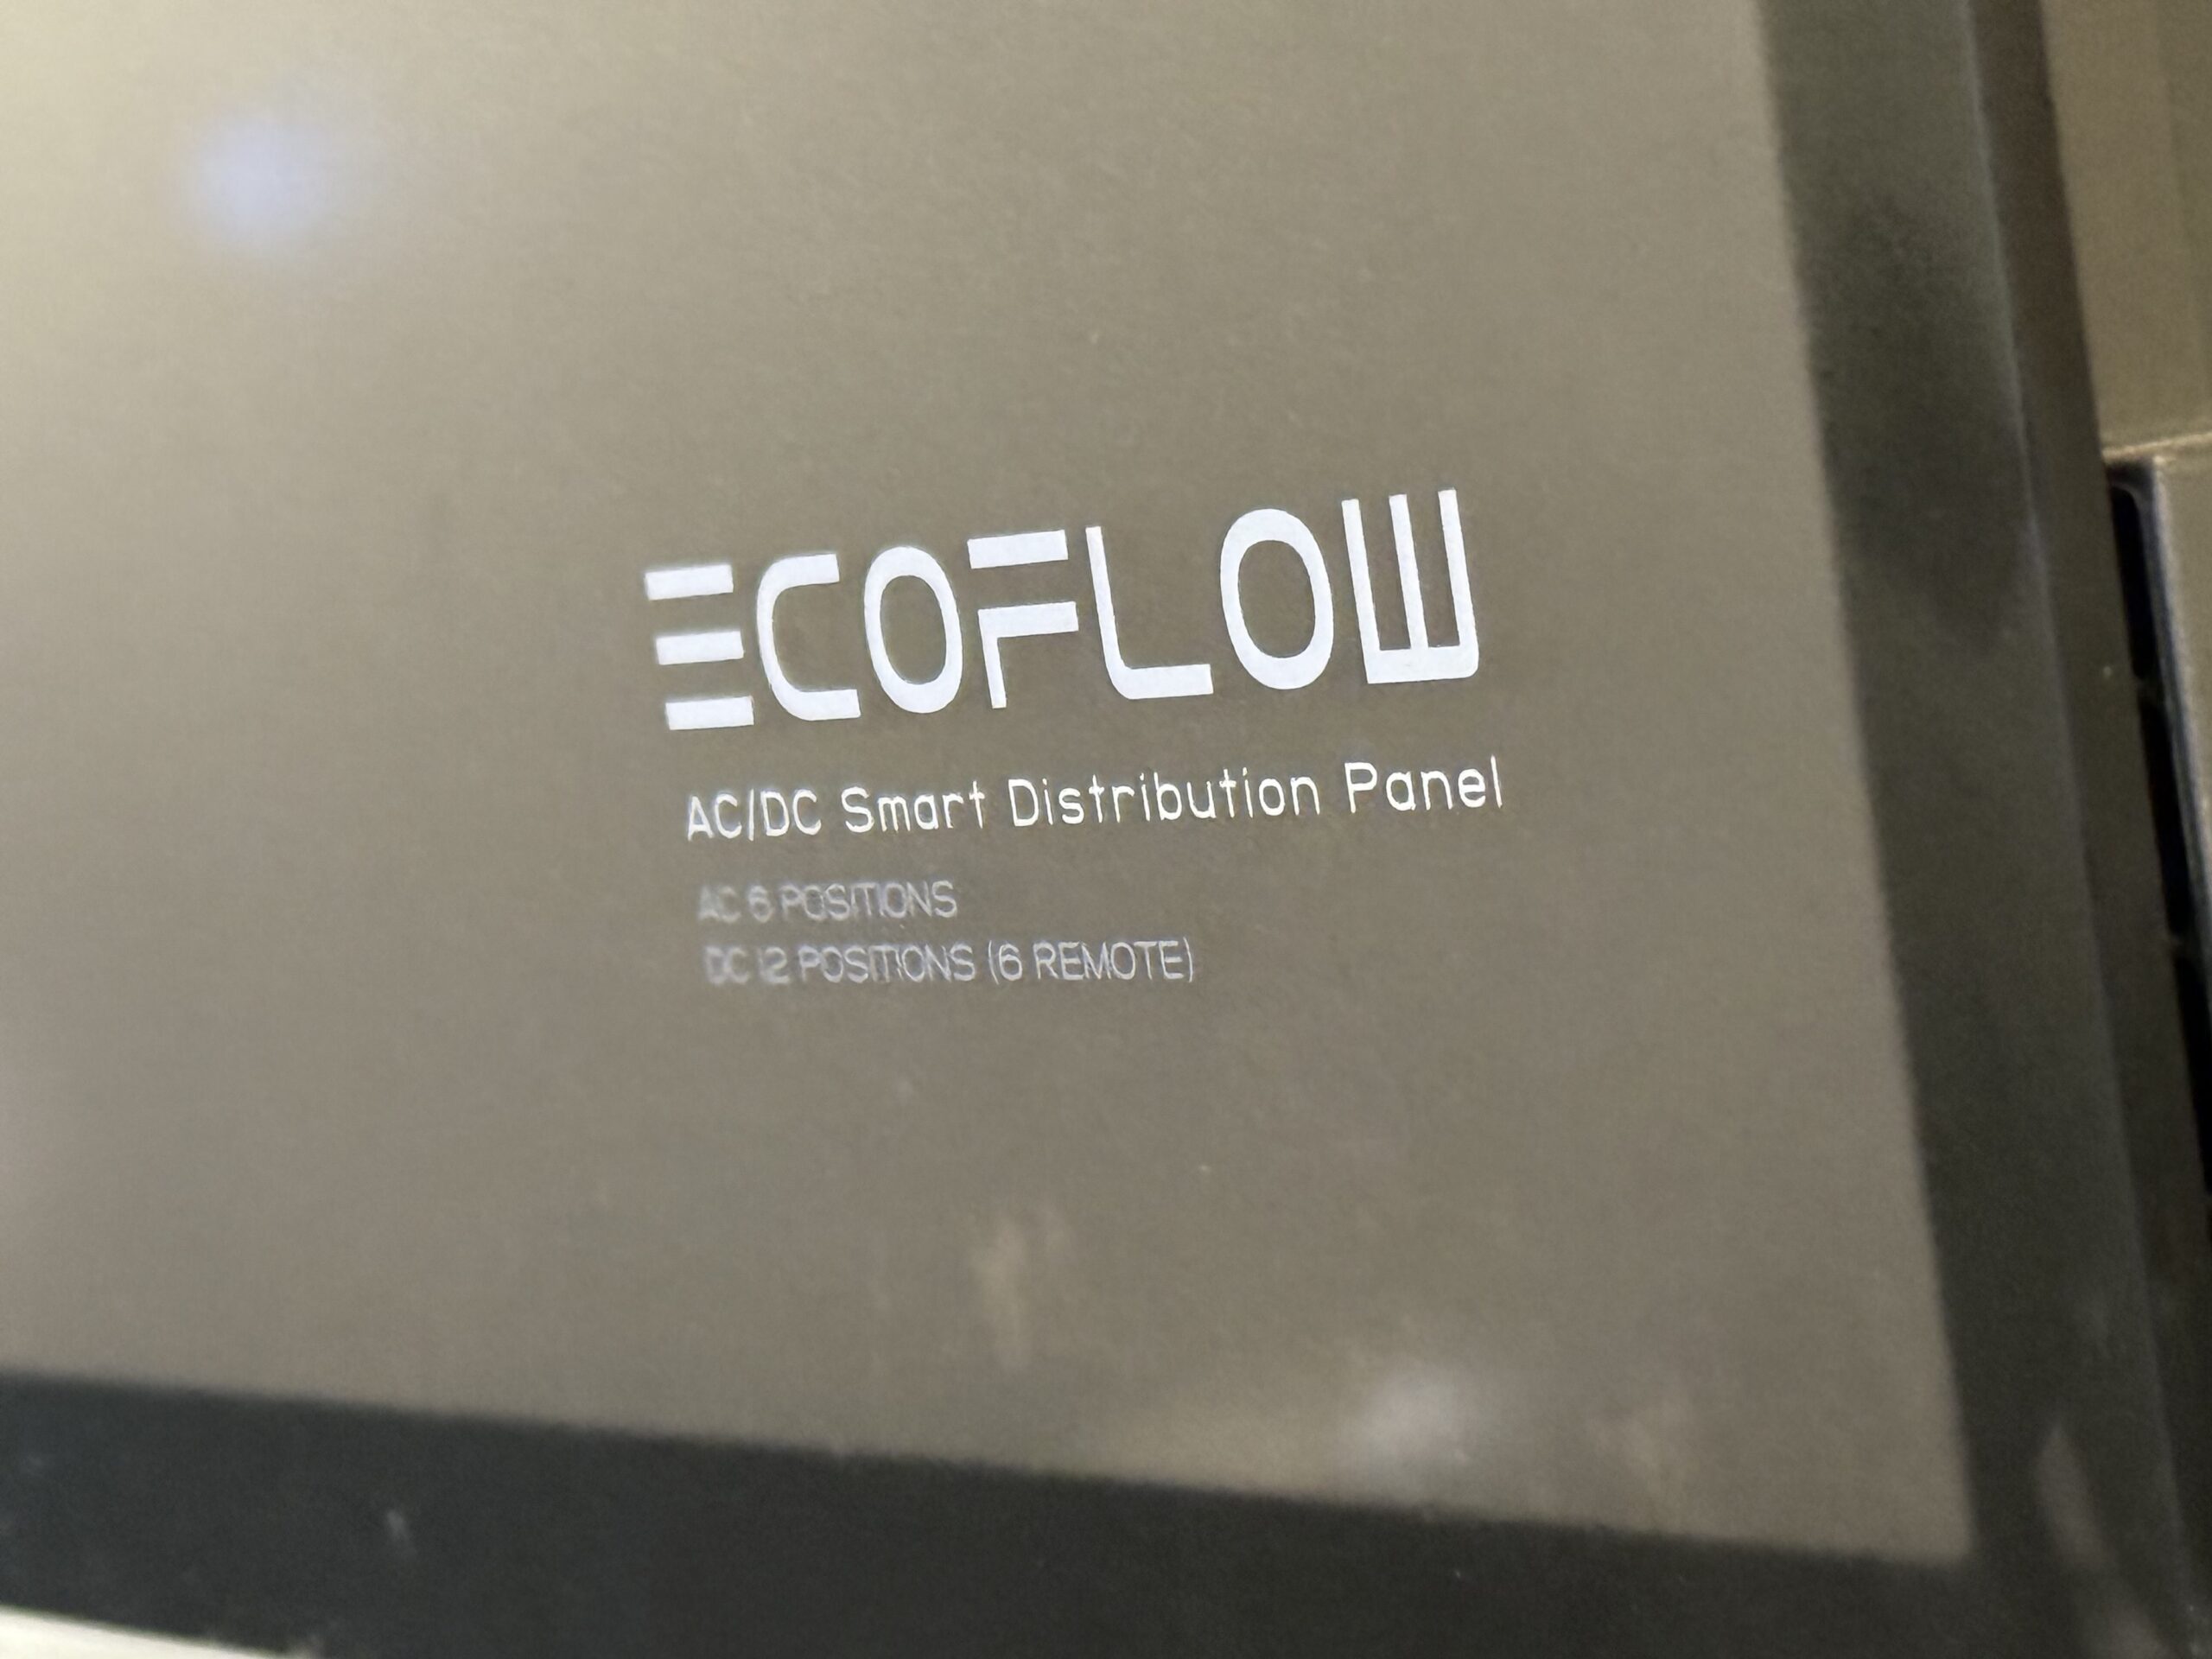 ECOFLOW
AC/DC Smart Distribution Panel
AC 6 POSITIONS
DC 12 POSITIONS (6 REMOTE)